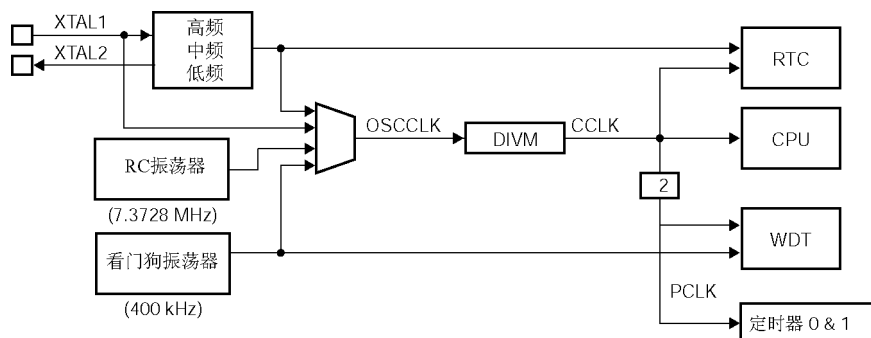 XTAL1
XTAL2
高频
中频
低频
RTC
OSCCLK
DIVM
CCLK
CPU
RC振荡器
(7.3728 MHz)
2
看门狗振荡器
(400 kHz)
WDT
PCLK
定时器 0 & 1